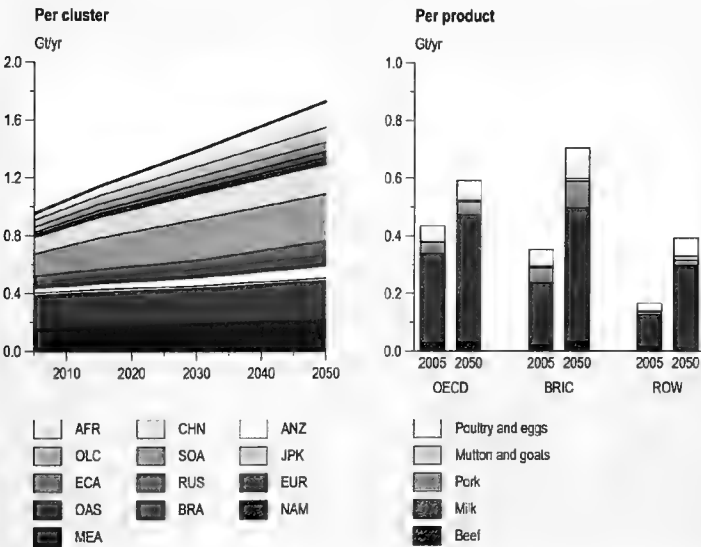 Per cluster
Gt/yr
2.0
1.6
1.2
0.8
0.4
0.0
2010 2020 2030 2040 2050
AFR CHN ANZ
OLC SOA JPK
ECA RUS EUR
OAS BRA NAM
MEA
Per product
Gt/yr
1.0
0.8
0.6
0.4
0.2
0.0
2005 2050 2005 2050 2005 2050
OECD BRIC ROW
Poultry and eggs
Mutton and goals
Pork
Milk
Beef